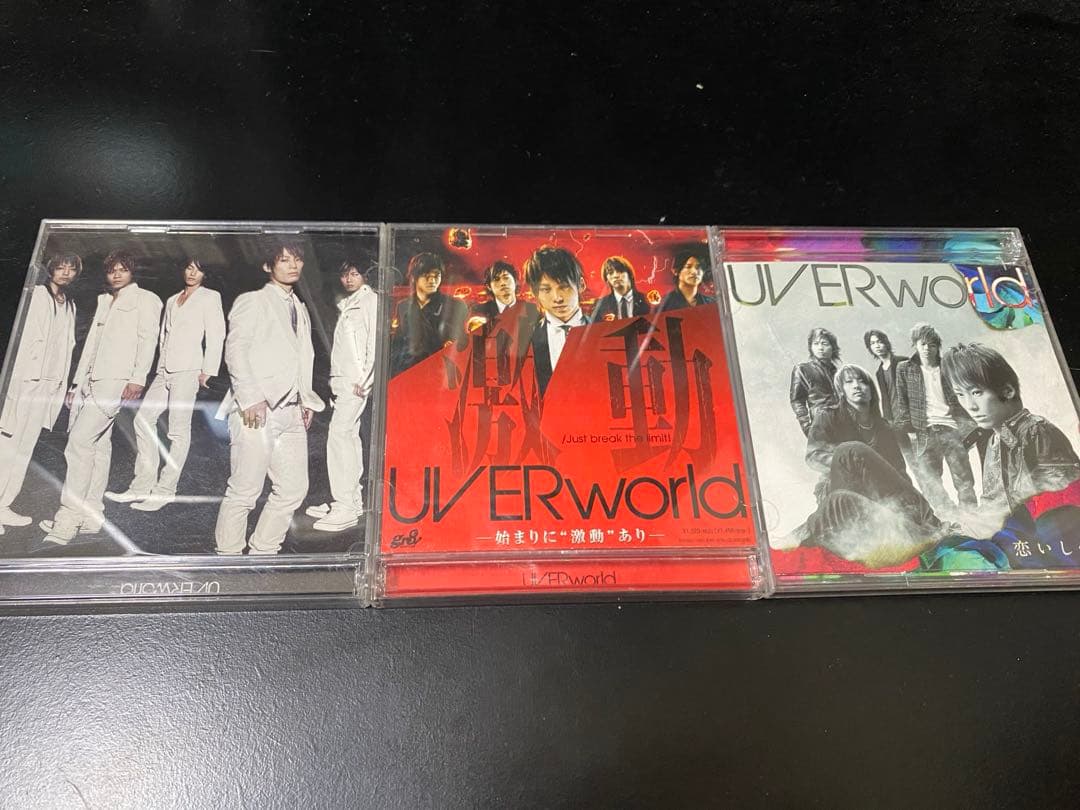 UVERworld
激動
/Just break the limit!
UVERworld
gr8!
―始まりに“激動”あり―
UVERworld
UVERworld
恋いし